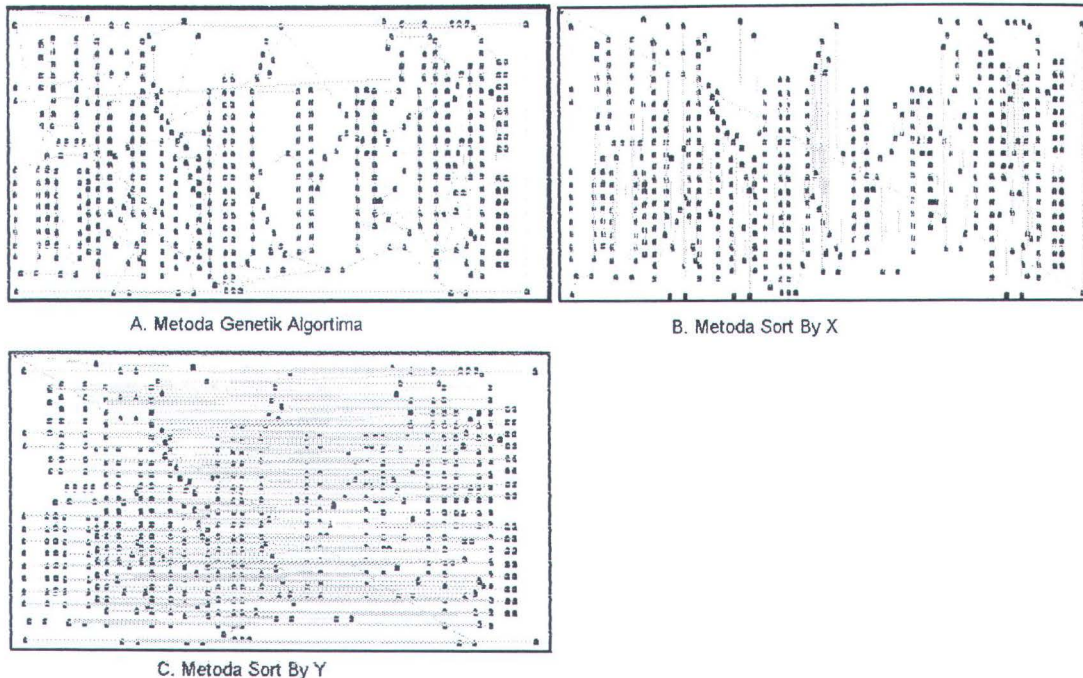 A. Metoda Genetik Algortima
B. Metoda Sort By X
C. Metoda Sort By Y